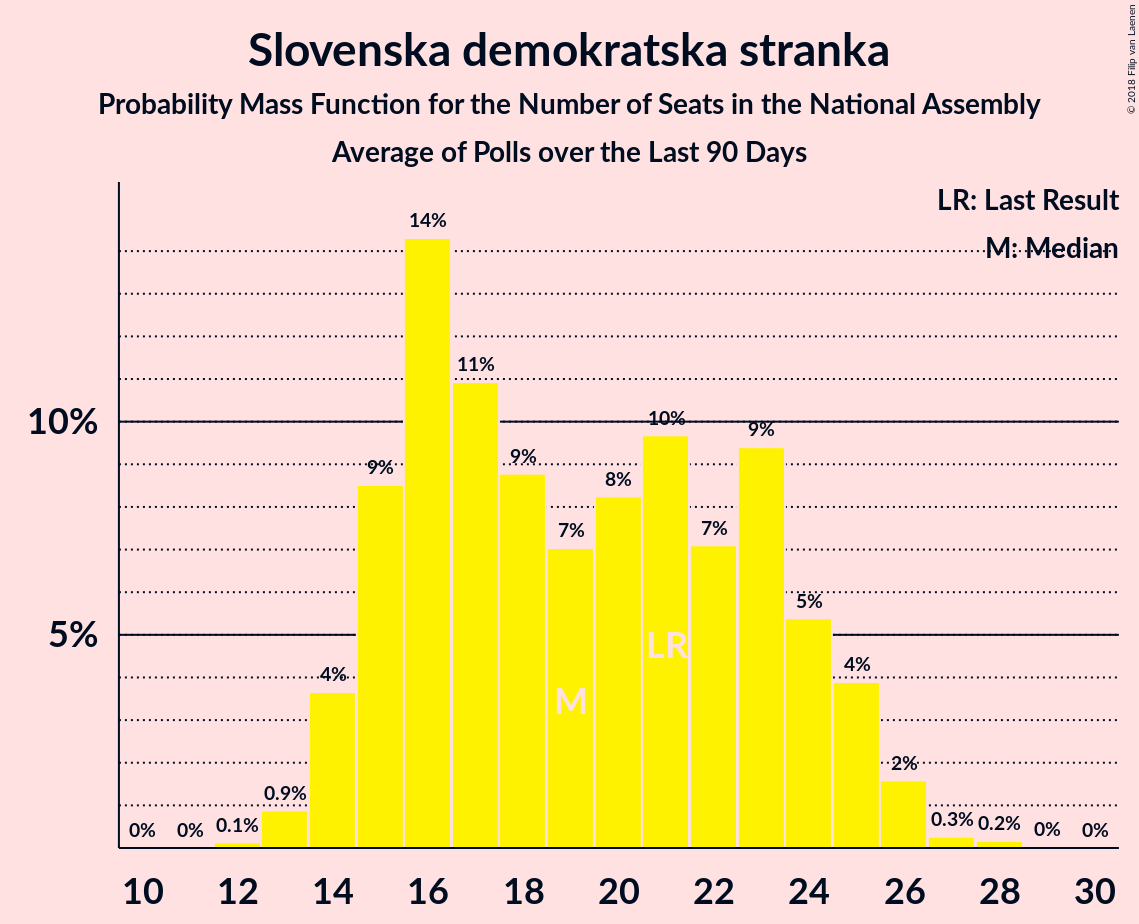 Slovenska demokratska stranka
Probability Mass Function for the Number of Seats in the National Assembly
Average of Polls over the Last 90 Days
© 2018 Filip van Laenen
LR: Last Result
M: Median
14%
11%
10%
10%
9%
9%
9%
8%
7%
7%
5%
5%
LR
4%
4%
M
2%
0.9%
0%
0%
0.1%
0.3%
0.2%
0%
0%
10 12 14 16 18 20 22 24 26 28 30